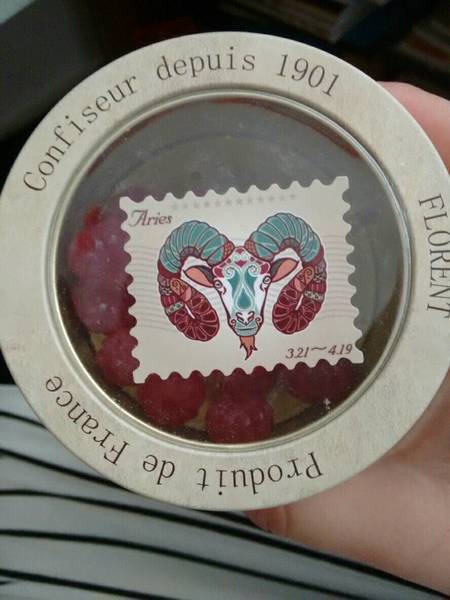 Confiseur depuis 1901
FLORENT
Produit de France
Aries
3.21~4.19